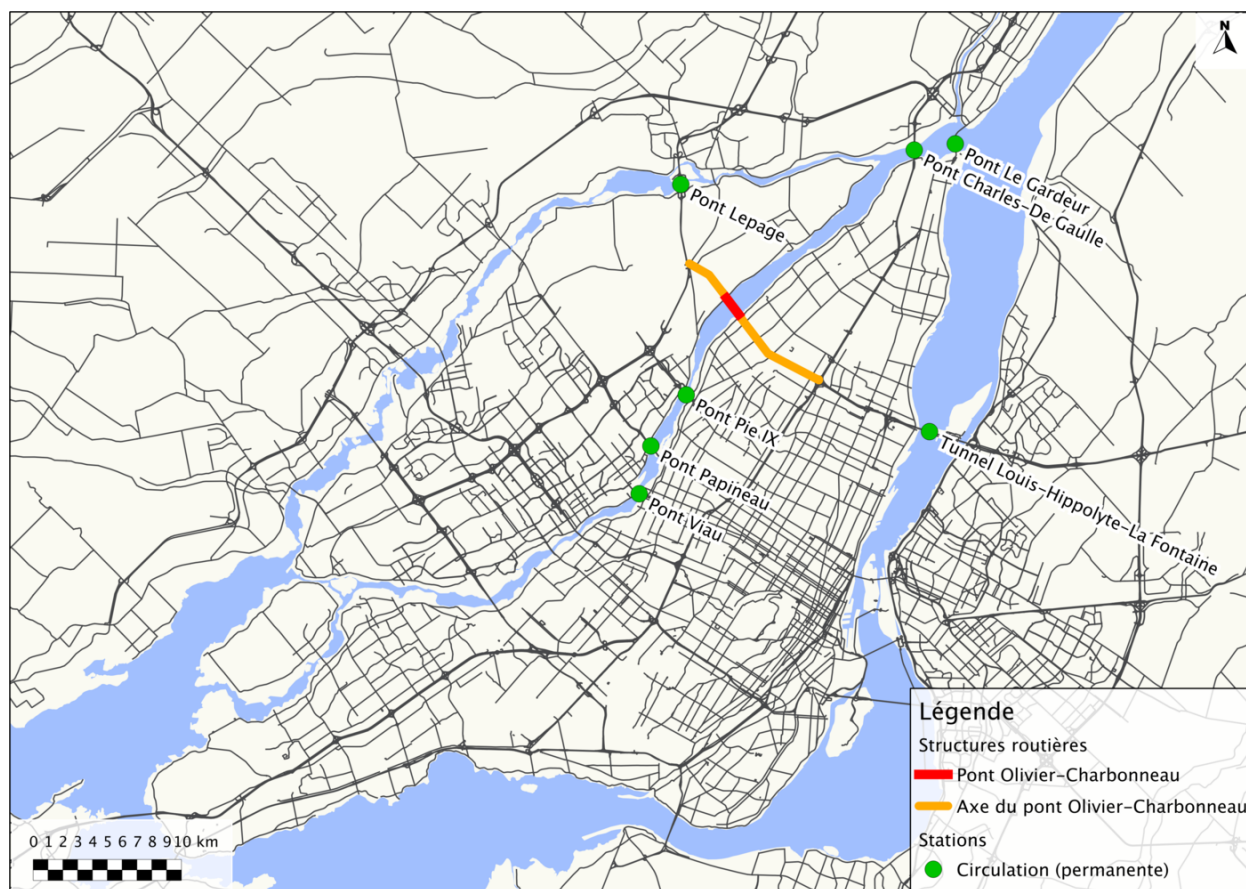 N
Pont Le Gardeur
Pont Charles-De Gaulle
Pont Lepage
Pont Pie IX
Pont Papineau
Tunnel Louis-Hippolyte-La Fontaine
Pont Viau
Légende
Structures routières
Pont Olivier-Charbonneau
Axe du pont Olivier-Charbonneau
Stations
Circulation (permanente)
0 1 2 3 4 5 6 7 8 9 10 km